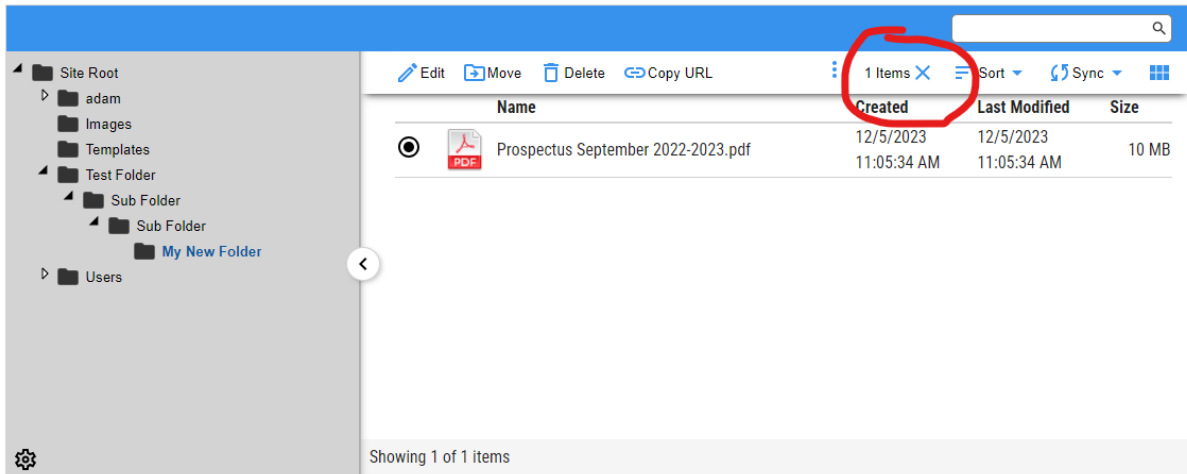 Site Root
adam
Images
Templates
Test Folder
Sub Folder
Sub Folder
My New Folder
Users
Edit Move Delete Copy URL 1 Items Sort Sync
Name Created Last Modified Size
PDF Prospectus September 2022-2023.pdf 12/5/2023 12/5/2023 10 MB
11:05:34 AM 11:05:34 AM
Showing 1 of 1 items